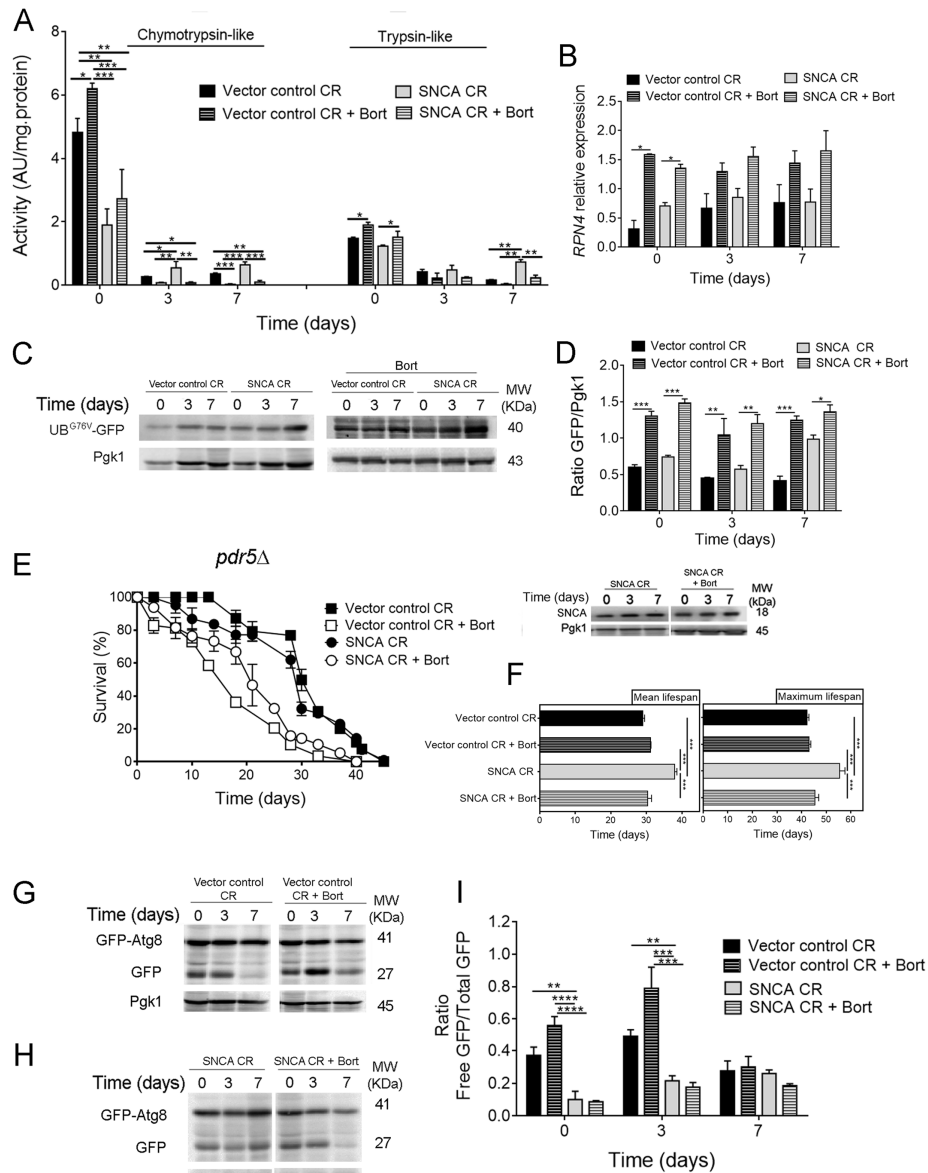 A
Chymotrypsin-like
Trypsin-like
Vector control CR
Vector control CR + Bort
SNCA CR
SNCA CR + Bort
Activity (AU/mg.protein)
8
6
4
2
0
** ** * *** *** *** * * ** ** ** *** *** *** * * ** ** **
0 3 7 0 3 7
Time (days)
B
Vector control CR
Vector control CR + Bort
SNCA CR
SNCA CR + Bort
RPN4 relative expression
2.5
2.0
1.5
1.0
0.5
0.0
* *
0 3 7
Time (days)
C
Bort
Vector control CR SNCA CR Vector control CR SNCA CR
MW
(KDa)
Time (days) 0 3 7 0 3 7 0 3 7 0 3 7
UBG76V-GFP 40
Pgk1 43
D
Vector control CR
Vector control CR + Bort
SNCA CR
SNCA CR + Bort
Ratio GFP/Pgk1
2.0
1.5
1.0
0.5
0.0
*** *** ** ** *** *
0 3 7
Time (days)
E
pdr5Δ
Survival (%)
100
80
60
40
20
0
Vector control CR
Vector control CR + Bort
SNCA CR
SNCA CR + Bort
0 10 20 30 40
Time (days)
SNCA CR
SNCA CR
+ Bort
MW
(kDa)
Time (days) 0 3 7 0 3 7
SNCA 18
Pgk1 45
F
Mean lifespan Maximum lifespan
Vector control CR
Vector control CR + Bort
SNCA CR
SNCA CR + Bort
*** *** *** *** *** ***
0 10 20 30 40 0 10 20 30 40 50 60
Time (days) Time (days)
G
Vector control
CR
Vector control
CR + Bort
MW
(KDa)
Time (days) 0 3 7 0 3 7
GFP-Atg8 41
GFP 27
Pgk1 45
H
SNCA CR SNCA CR + Bort
MW
(KDa)
Time (days) 0 3 7 0 3 7
GFP-Atg8 41
GFP 27
I
Ratio
Free GFP/Total GFP
1.2
1.0
0.8
0.6
0.4
0.2
0.0
** **** **** ** *** ***
Vector control CR
Vector control CR + Bort
SNCA CR
SNCA CR + Bort
0 3 7
Time (days)